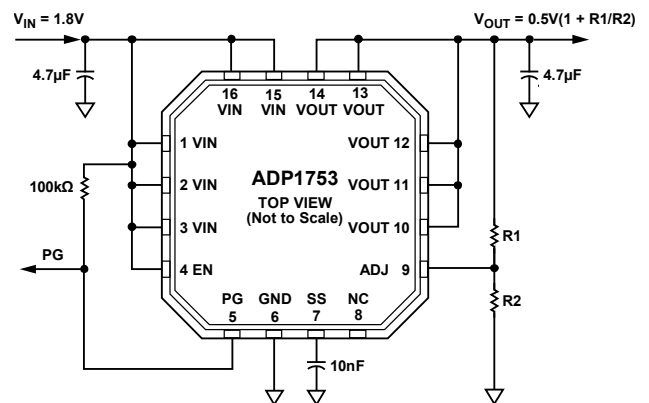 VIN = 1.8V
VOUT = 0.5V(1 + R1/R2)
4.7µF
4.7µF
16
VIN
15
VIN
14
VOUT
13
VOUT
1 VIN
2 VIN
3 VIN
4 EN
ADP1753
TOP VIEW
(Not to Scale)
VOUT 12
VOUT 11
VOUT 10
ADJ 9
100kΩ
PG
R1
R2
PG
5
GND
6
SS
7
NC
8
10nF